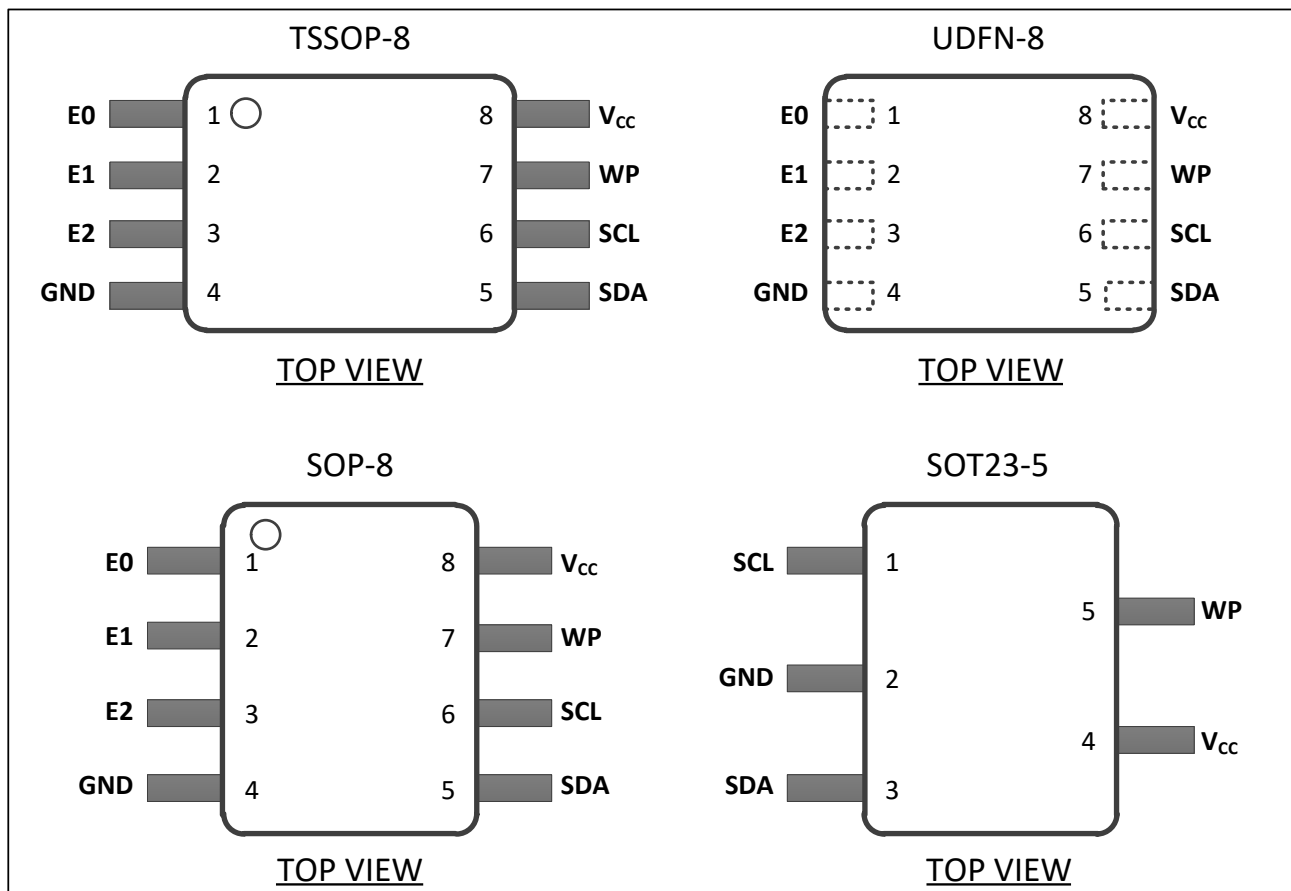 TSSOP-8
E0 1 8 VCC
E1 2 7 WP
E2 3 6 SCL
GND 4 5 SDA
TOP VIEW
UDFN-8
E0 1 8 VCC
E1 2 7 WP
E2 3 6 SCL
GND 4 5 SDA
TOP VIEW
SOP-8
E0 1 8 VCC
E1 2 7 WP
E2 3 6 SCL
GND 4 5 SDA
TOP VIEW
SOT23-5
SCL 1
5 WP
GND 2
4 VCC
SDA 3
TOP VIEW